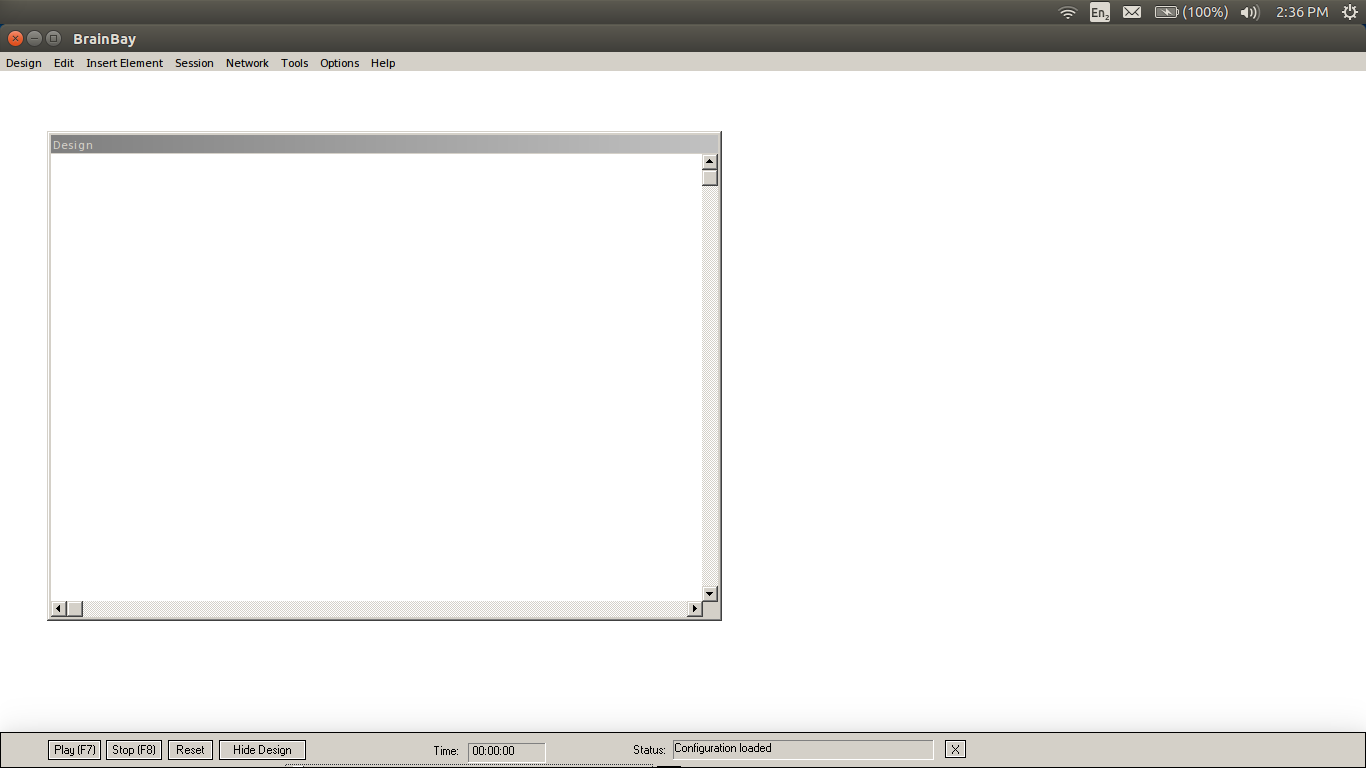 En2 (100%) 2:36 PM
BrainBay
Design Edit Insert Element Session Network Tools Options Help
Design
Play (F7) Stop (F8) Reset Hide Design Time: 00:00:00 Status: Configuration loaded X